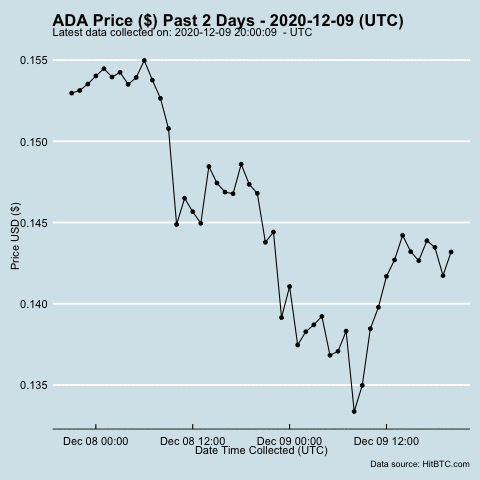 ADA Price ($) Past 2 Days - 2020-12-09 (UTC)
Latest data collected on: 2020-12-09 20:00:09 - UTC
0.155
0.150
0.145
0.140
0.135
Price USD ($)
Dec 08 00:00 Dec 08 12:00 Dec 09 00:00 Dec 09 12:00
Date Time Collected (UTC)
Data source: HitBTC.com